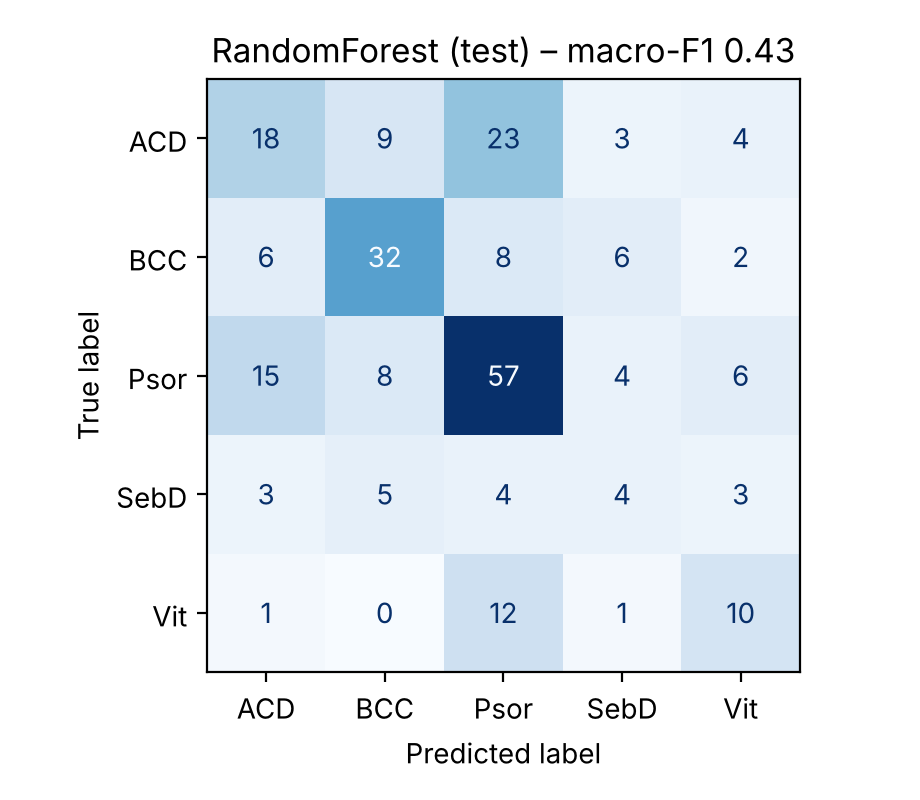 RandomForest (test) – macro-F1 0.43
ACD 18 9 23 3 4
BCC 6 32 8 6 2
Psor 15 8 57 4 6
SebD 3 5 4 4 3
Vit 1 0 12 1 10
True label
ACD BCC Psor SebD Vit
Predicted label